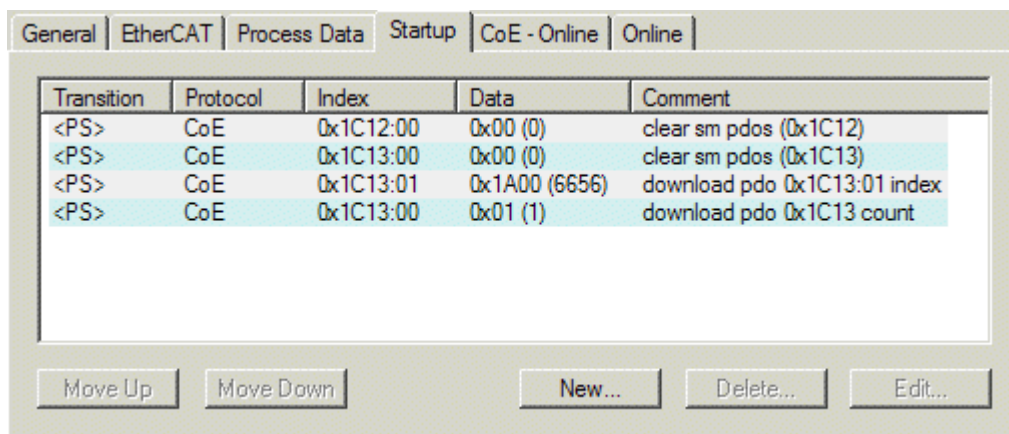 General EtherCAT Process Data Startup CoE - Online Online
Transition Protocol Index Data Comment
<PS> CoE 0x1C12:00 0x00 (0) clear sm pdos (0x1C12)
<PS> CoE 0x1C13:00 0x00 (0) clear sm pdos (0x1C13)
<PS> CoE 0x1C13:01 0x1A00 (6656) download pdo 0x1C13:01 index
<PS> CoE 0x1C13:00 0x01 (1) download pdo 0x1C13 count
Move Up Move Down New... Delete... Edit...